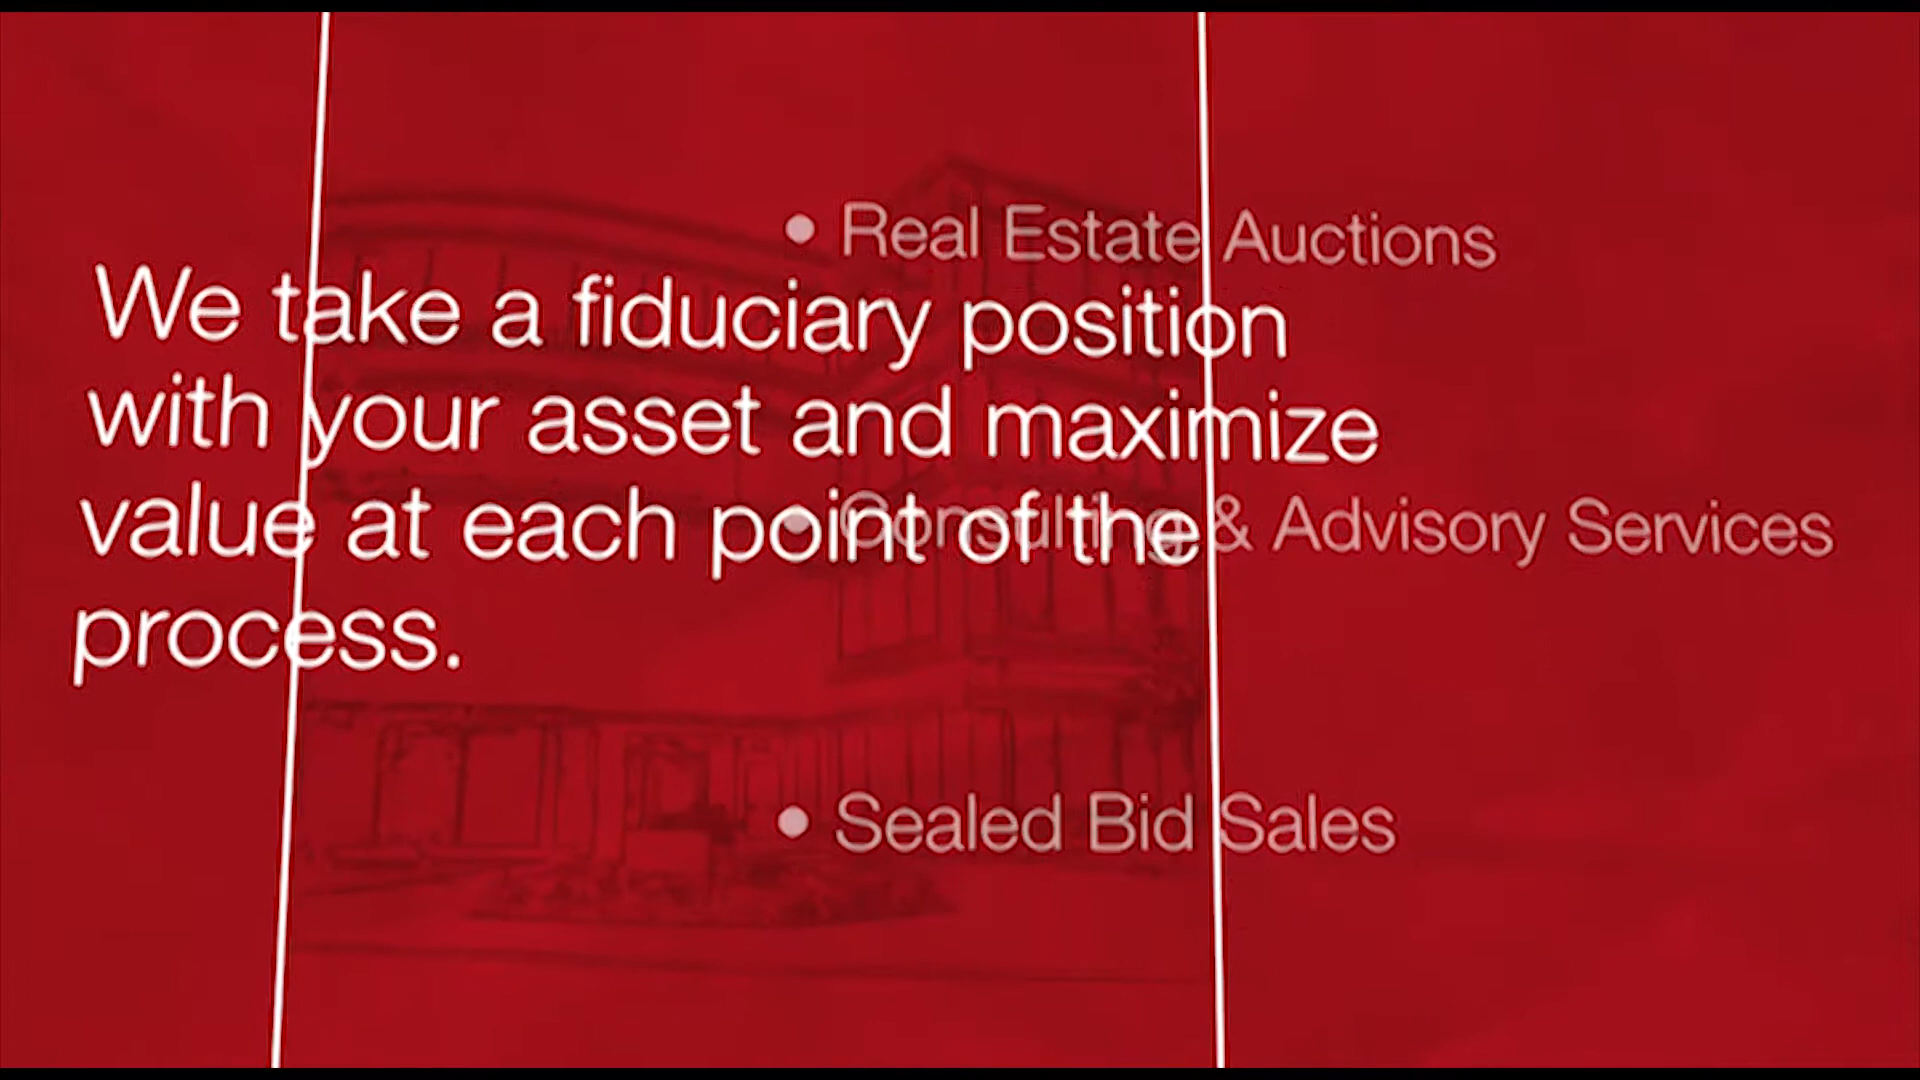 • Real Estate Auctions
We take a fiduciary position
with your asset and maximize
value at each point of the
process.
• Consulting & Advisory Services
• Sealed Bid Sales